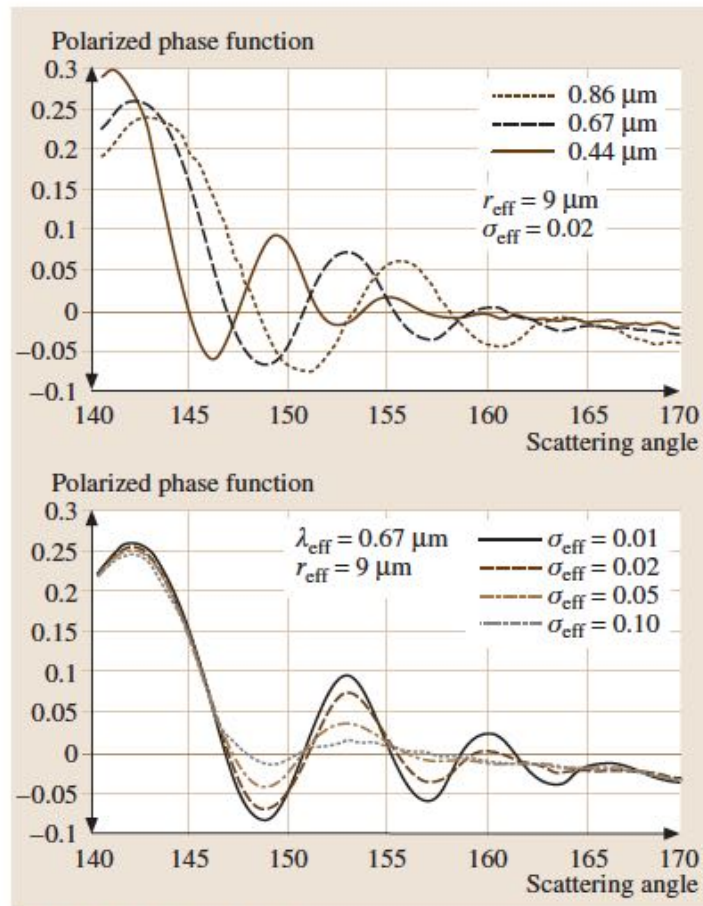 Polarized phase function
0.3
0.25
0.2
0.15
0.1
0.05
0
−0.05
−0.1
0.86 μm
0.67 μm
0.44 μm
r_eff = 9 μm
σ_eff = 0.02
140 145 150 155 160 165 170
Scattering angle
Polarized phase function
0.3
0.25
0.2
0.15
0.1
0.05
0
−0.05
−0.1
λ_eff = 0.67 μm
r_eff = 9 μm
σ_eff = 0.01
σ_eff = 0.02
σ_eff = 0.05
σ_eff = 0.10
140 145 150 155 160 165 170
Scattering angle